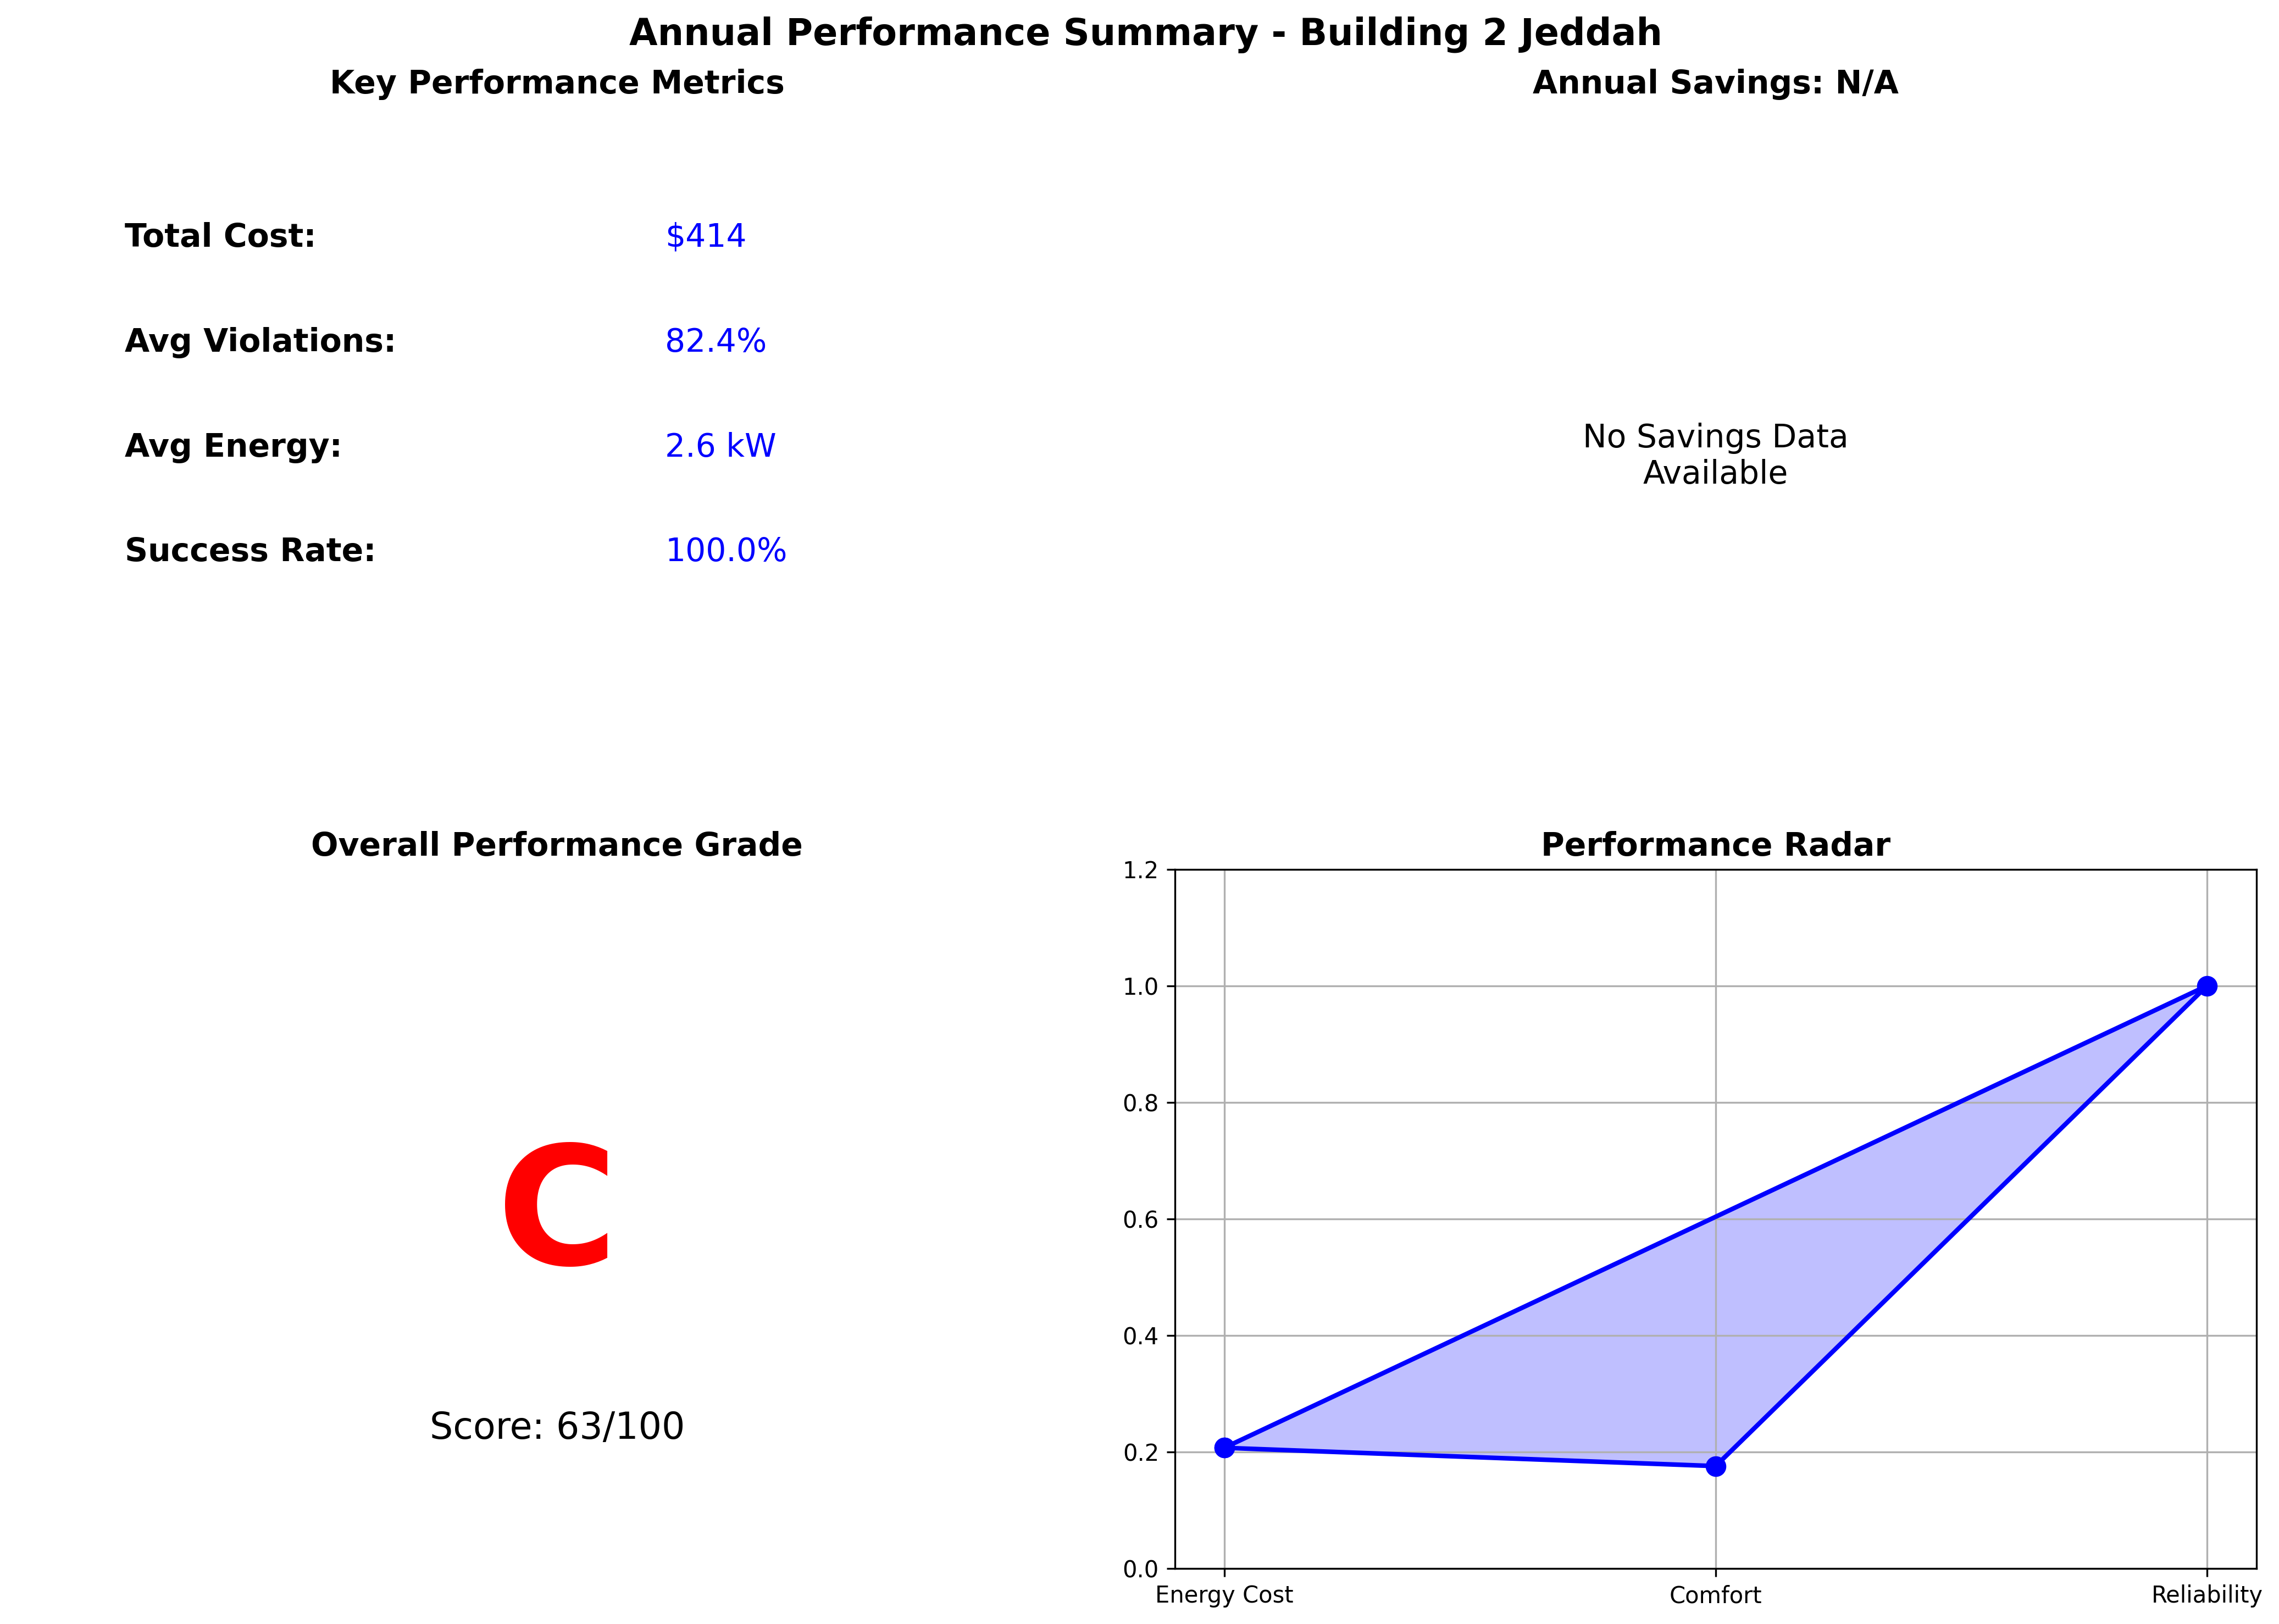 Annual Performance Summary - Building 2 Jeddah
Key Performance Metrics
Total Cost: $414
Avg Violations: 82.4%
Avg Energy: 2.6 kW
Success Rate: 100.0%
Annual Savings: N/A
No Savings Data
Available
Overall Performance Grade
C
Score: 63/100
Performance Radar
1.2
1.0
0.8
0.6
0.4
0.2
0.0
Energy Cost Comfort Reliability